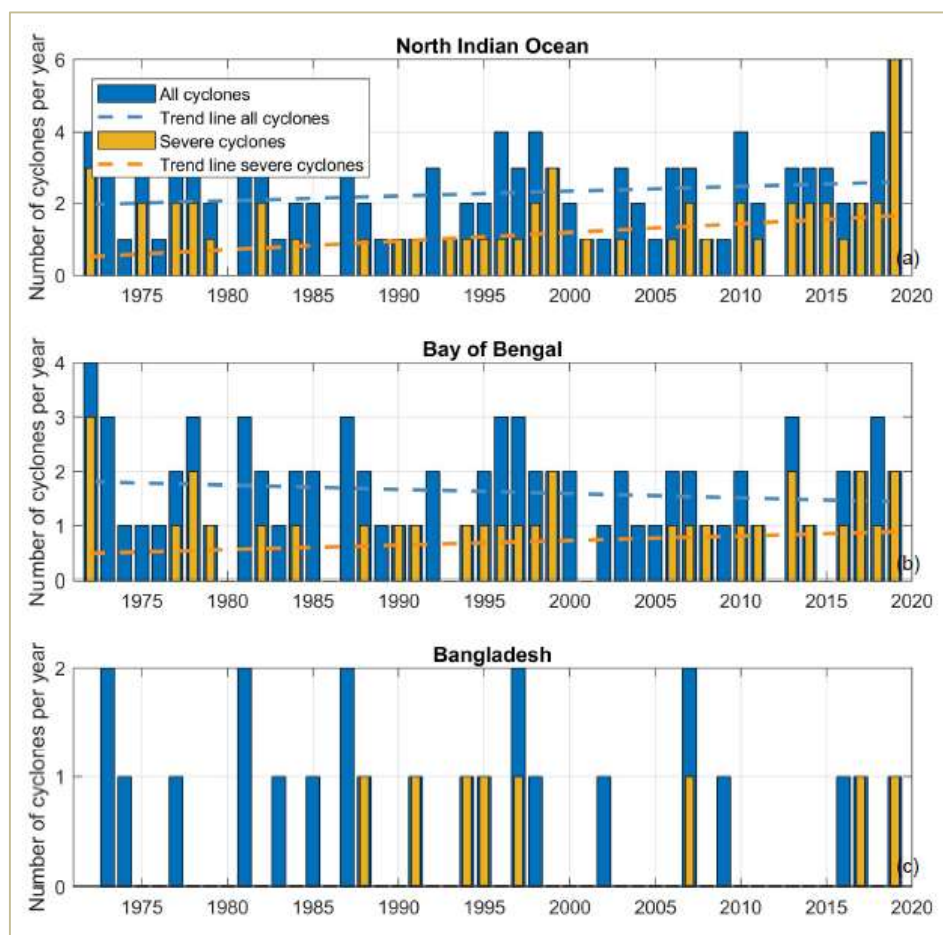 North Indian Ocean
Number of cyclones per year
6
4
2
0
All cyclones
Trend line all cyclones
Severe cyclones
Trend line severe cyclones
(a)
1975 1980 1985 1990 1995 2000 2005 2010 2015 2020
Bay of Bengal
Number of cyclones per year
4
3
2
1
0
(b)
1975 1980 1985 1990 1995 2000 2005 2010 2015 2020
Bangladesh
Number of cyclones per year
2
1
0
(c)
1975 1980 1985 1990 1995 2000 2005 2010 2015 2020